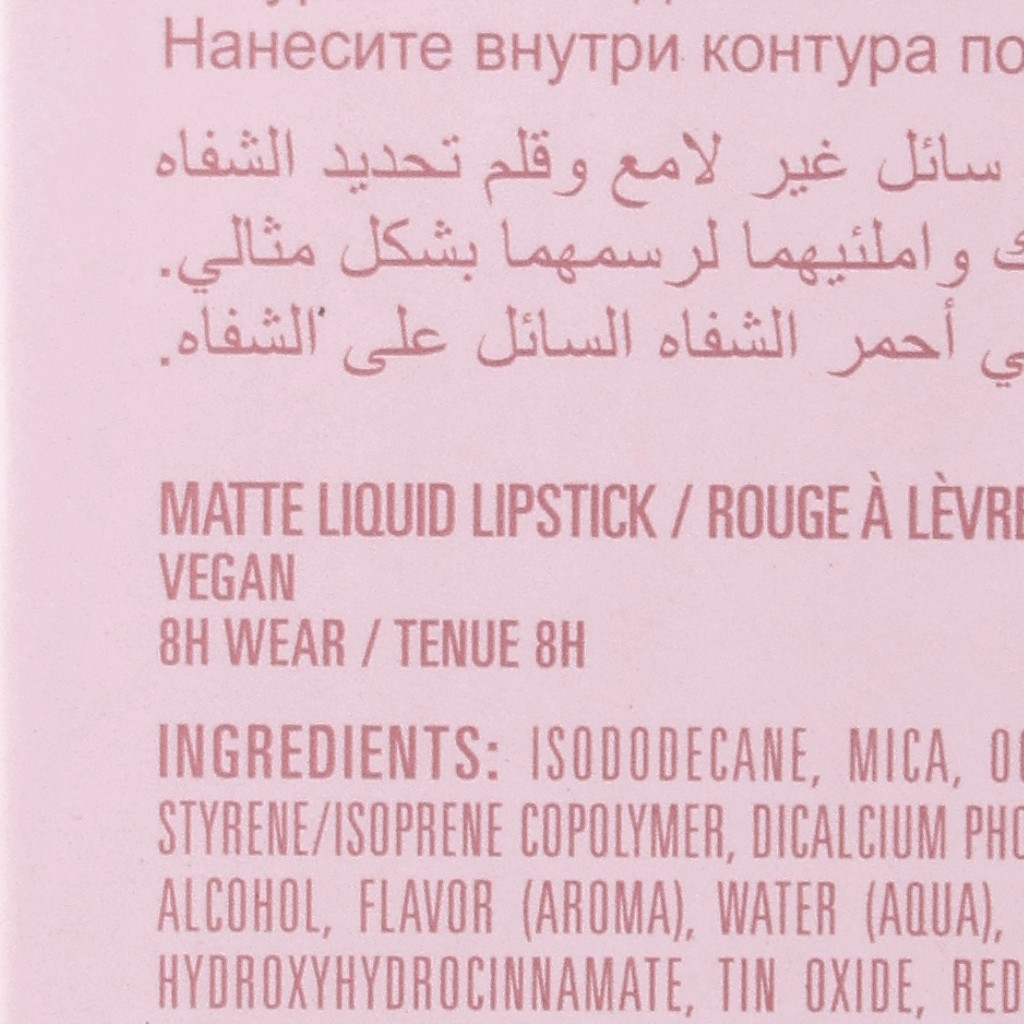 Нанесите внутри контура по
سائل غير لامع وقلم تحديد الشفاه
واملئيهما لرسمهما بشكل مثالي.
أحمر الشفاه السائل على الشفاه.
MATTE LIQUID LIPSTICK / ROUGE À LÈVRE
VEGAN
8H WEAR / TENUE 8H
INGREDIENTS: ISODODECANE, MICA,
STYRENE/ISOPRENE COPOLYMER, DICALCIUM PHO
ALCOHOL, FLAVOR (AROMA), WATER (AQUA),
HYDROXYHYDROCINNAMATE, TIN OXIDE, RED